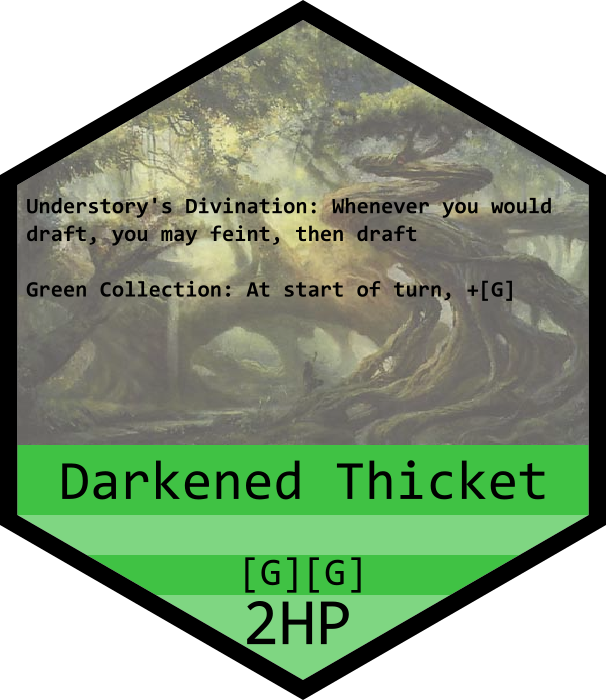 Understory's Divination: Whenever you would
draft, you may feint, then draft
Green Collection: At start of turn, +[G]
Darkened Thicket
[G][G]
2HP